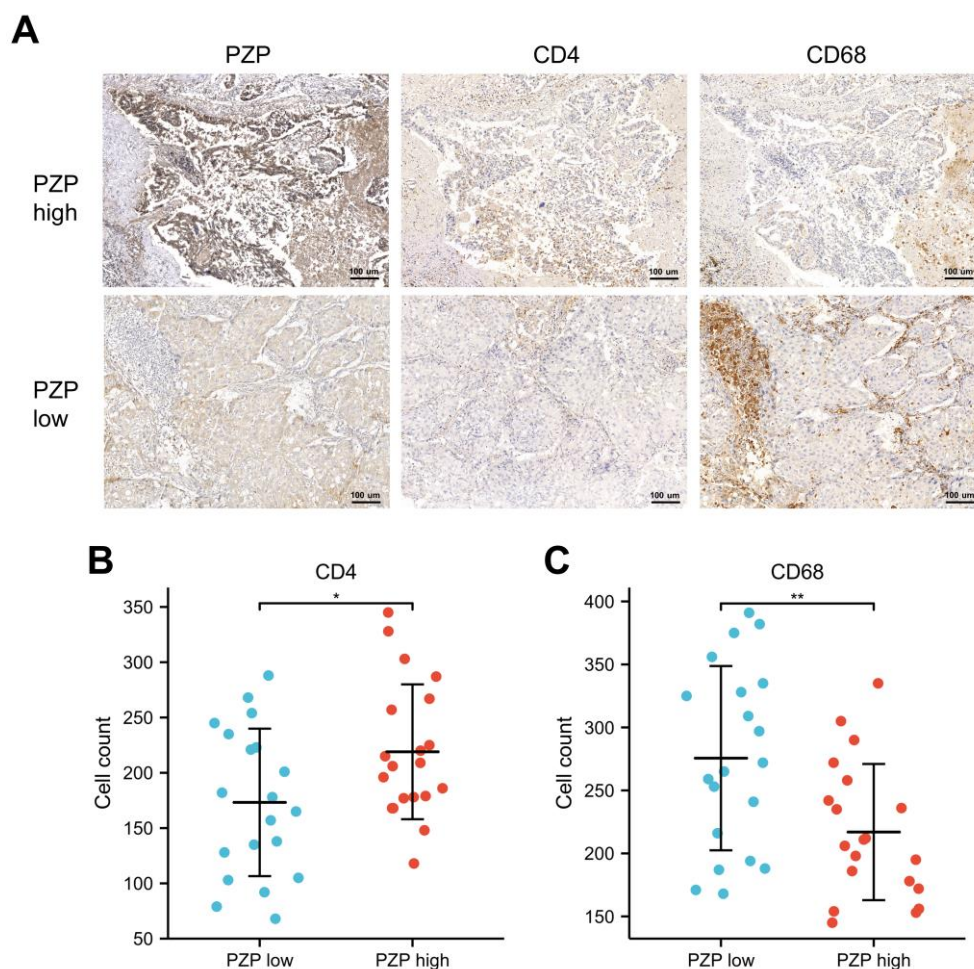 A
PZP CD4 CD68
PZP
high
100 um 100 um 100 um
PZP
low
100 um 100 um 100 um
B
CD4
*
Cell count
350
300
250
200
150
100
50
PZP low PZP high
C
CD68
**
Cell count
400
350
300
250
200
150
PZP low PZP high